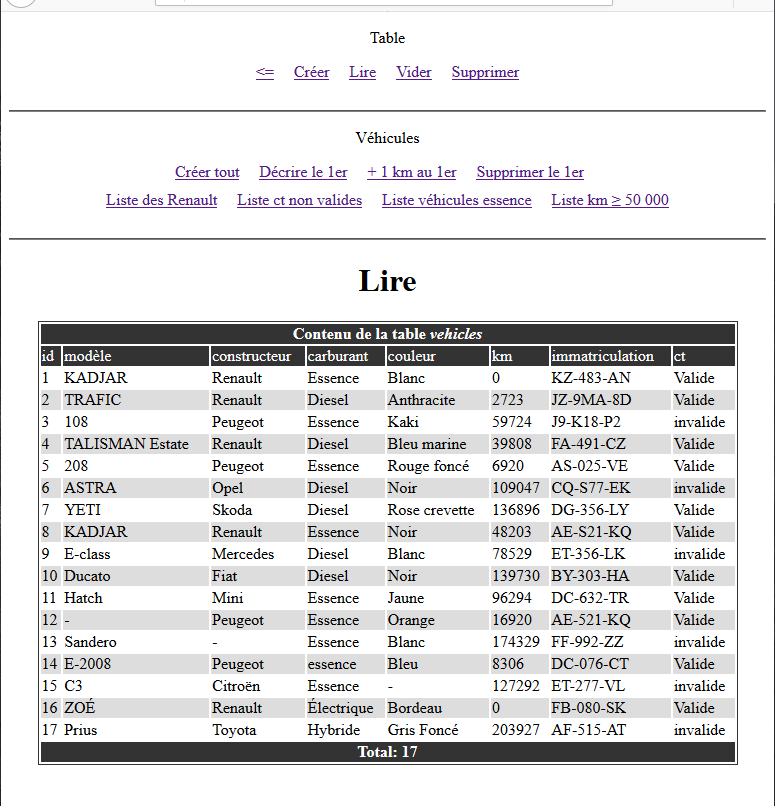 Table
<= Créer Lire Vider Supprimer
Véhicules
Créer tout Décrire le 1er + 1 km au 1er Supprimer le 1er
Liste des Renault Liste ct non valides Liste véhicules essence Liste km ≥ 50 000
Lire
Contenu de la table vehicles
id modèle constructeur carburant couleur km immatriculation ct
1 KADJAR Renault Essence Blanc 0 KZ-483-AN Valide
2 TRAFIC Renault Diesel Anthracite 2723 JZ-9MA-8D Valide
3 108 Peugeot Essence Kaki 59724 J9-K18-P2 invalide
4 TALISMAN Estate Renault Diesel Bleu marine 39808 FA-491-CZ Valide
5 208 Peugeot Essence Rouge foncé 6920 AS-025-VE Valide
6 ASTRA Opel Diesel Noir 109047 CQ-S77-EK invalide
7 YETI Skoda Diesel Rose crevette 136896 DG-356-LY Valide
8 KADJAR Renault Essence Noir 48203 AE-S21-KQ Valide
9 E-class Mercedes Diesel Blanc 78529 ET-356-LK invalide
10 Ducato Fiat Diesel Noir 139730 BY-303-HA Valide
11 Hatch Mini Essence Jaune 96294 DC-632-TR Valide
12 - Peugeot Essence Orange 16920 AE-521-KQ Valide
13 Sandero - Essence Blanc 174329 FF-992-ZZ invalide
14 E-2008 Peugeot essence Bleu 8306 DC-076-CT Valide
15 C3 Citroën Essence - 127292 ET-277-VL invalide
16 ZOÉ Renault Électrique Bordeau 0 FB-080-SK Valide
17 Prius Toyota Hybride Gris Foncé 203927 AF-515-AT invalide
Total: 17